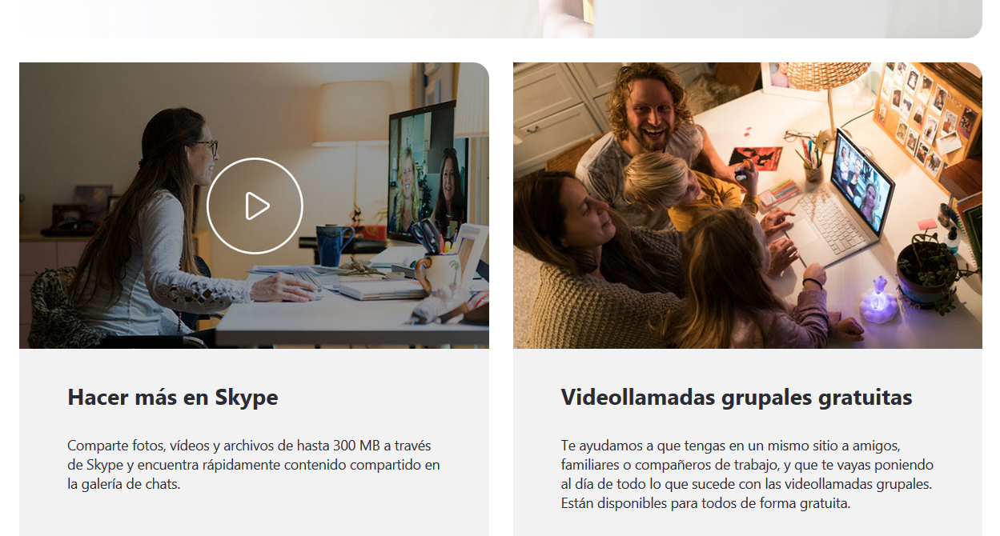 Hacer más en Skype
Comparte fotos, vídeos y archivos de hasta 300 MB a través
de Skype y encuentra rápidamente contenido compartido en
la galería de chats.
Videollamadas grupales gratuitas
Te ayudamos a que tengas en un mismo sitio a amigos,
familiares o compañeros de trabajo, y que te vayas poniendo
al día de todo lo que sucede con las videollamadas grupales.
Están disponibles para todos de forma gratuita.